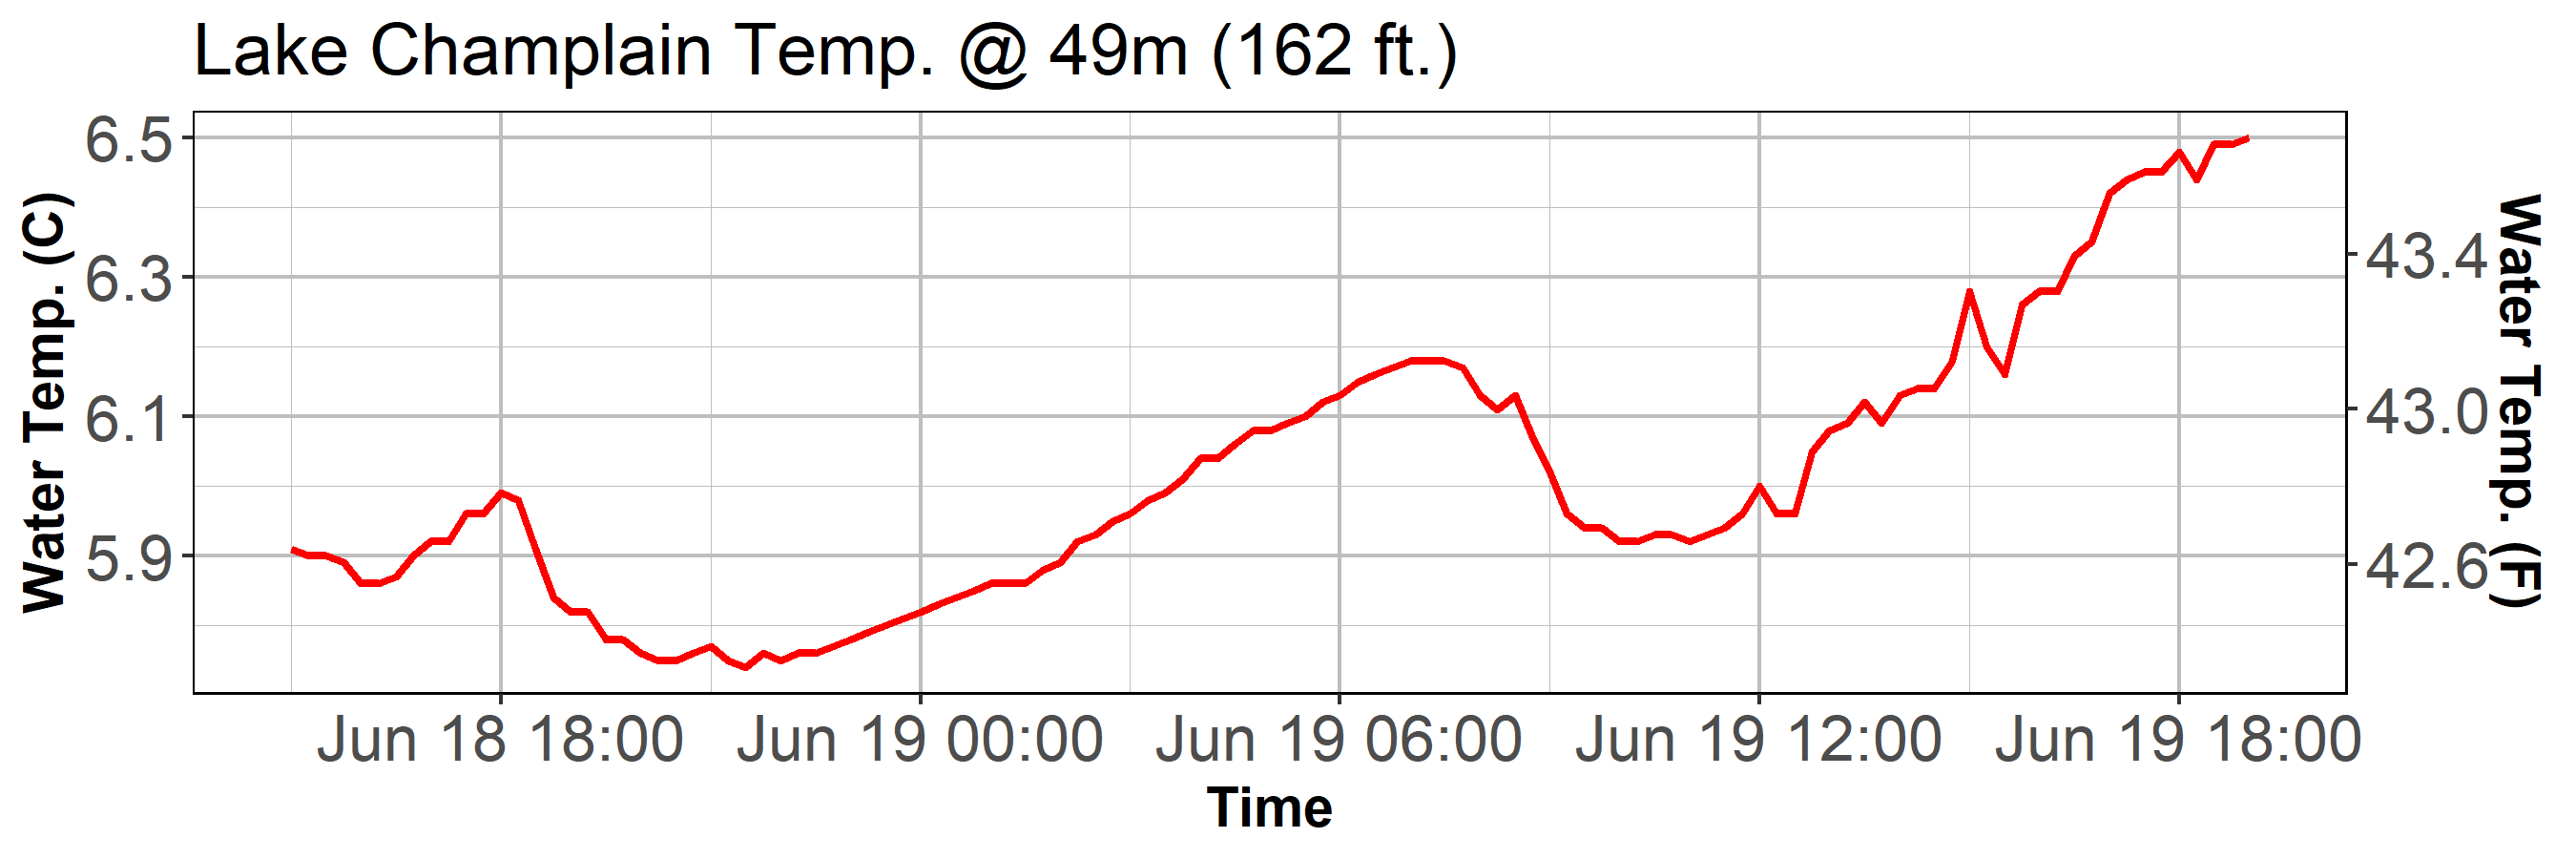 Lake Champlain Temp. @ 49m (162 ft.)
Water Temp. (C)
6.5
6.3
6.1
5.9
43.4
43.0
42.6
Water Temp. (F)
Jun 18 18:00 Jun 19 00:00 Jun 19 06:00 Jun 19 12:00 Jun 19 18:00
Time